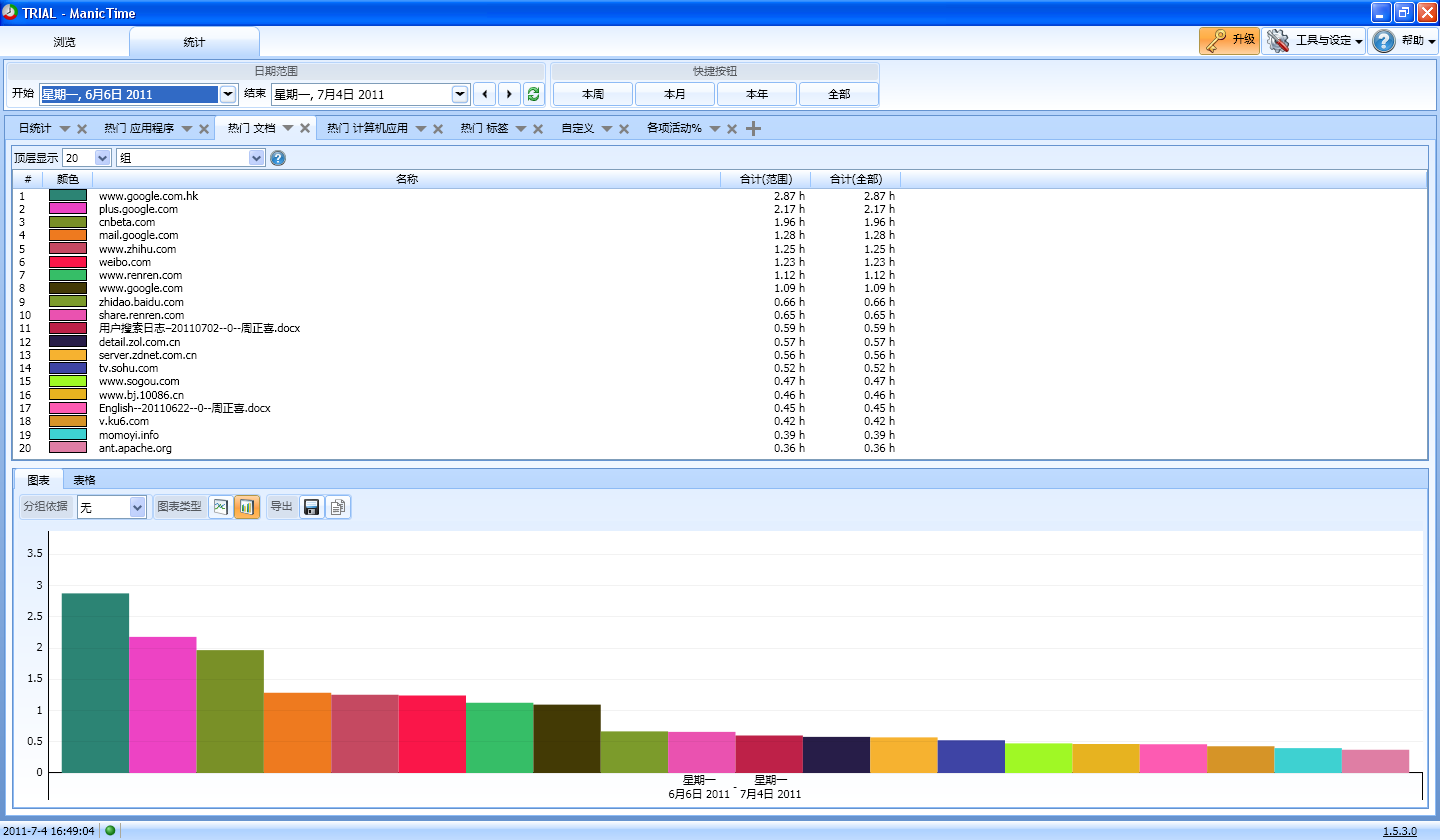 TRIAL - ManicTime
浏览 统计 升级 工具与设定 帮助
日期范围 快捷按钮
开始 星期一, 6月6日 2011 结束 星期一, 7月4日 2011 本周 本月 本年 全部
日统计 热门 应用程序 热门 文档 热门 计算机应用 热门 标签 自定义 各项活动%
顶层显示 20 组
# 颜色 名称 合计(范围) 合计(全部)
1 www.google.com.hk 2.87 h 2.87 h
2 plus.google.com 2.17 h 2.17 h
3 cnbeta.com 1.96 h 1.96 h
4 mail.google.com 1.28 h 1.28 h
5 www.zhihu.com 1.25 h 1.25 h
6 weibo.com 1.23 h 1.23 h
7 www.renren.com 1.12 h 1.12 h
8 www.google.com 1.09 h 1.09 h
9 zhidao.baidu.com 0.66 h 0.66 h
10 share.renren.com 0.65 h 0.65 h
11 用户搜索日志--20110702--0--周正喜.docx 0.59 h 0.59 h
12 detail.zol.com.cn 0.57 h 0.57 h
13 server.zdnet.com.cn 0.56 h 0.56 h
14 tv.sohu.com 0.52 h 0.52 h
15 www.sogou.com 0.47 h 0.47 h
16 www.bj.10086.cn 0.46 h 0.46 h
17 English--20110622--0--周正喜.docx 0.45 h 0.45 h
18 v.ku6.com 0.42 h 0.42 h
19 momoyi.info 0.39 h 0.39 h
20 ant.apache.org 0.36 h 0.36 h
图表 表格
分组依据 无 图表类型 导出
3.5
3
2.5
2
1.5
1
0.5
0
星期一 - 星期一
6月6日 2011 7月4日 2011
2011-7-4 16:49:04 1.5.3.0